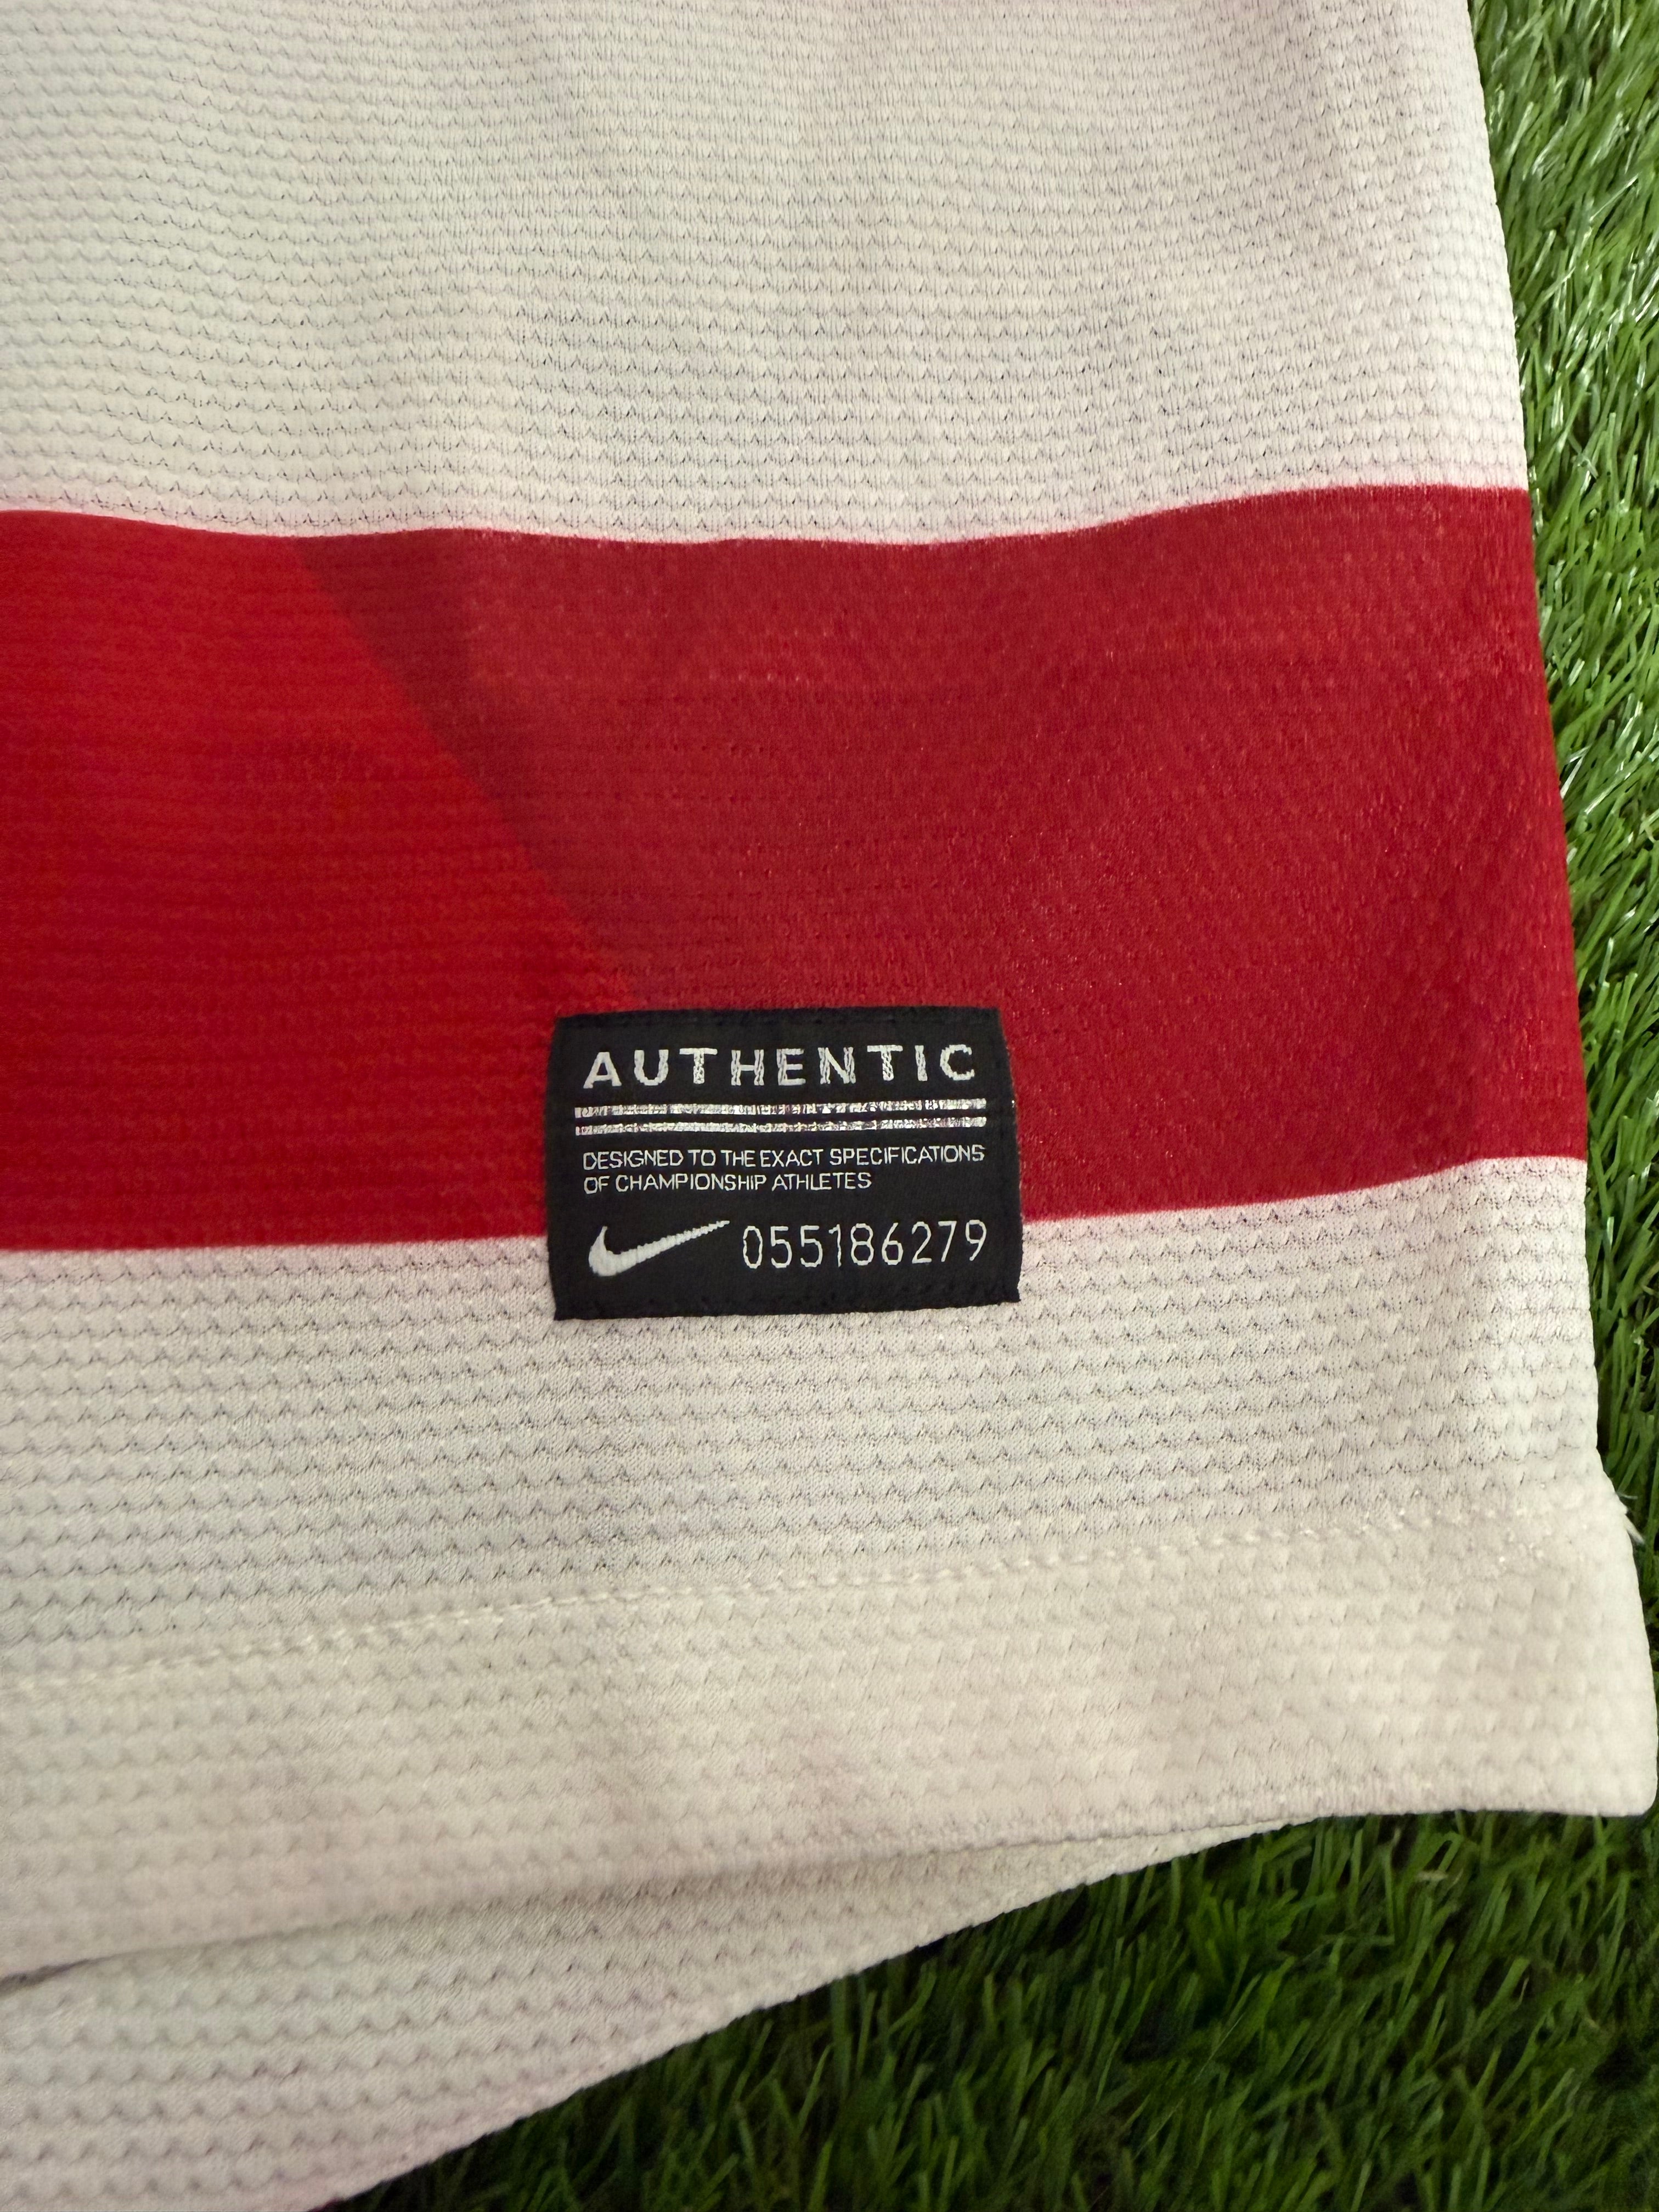 AUTHENTIC
DESIGNED TO THE EXACT SPECIFICATIONS
OF CHAMPIONSHIP ATHLETES
055186279